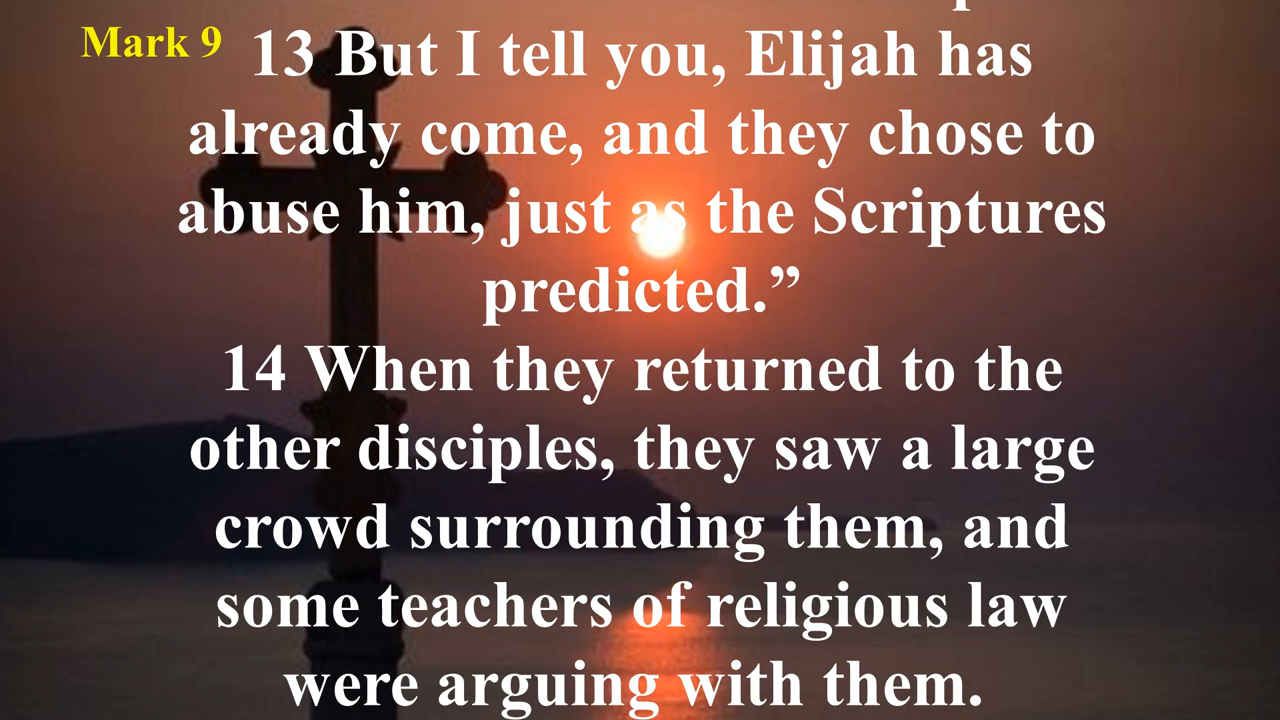 Mark 9
13 But I tell you, Elijah has
already come, and they chose to
abuse him, just as the Scriptures
predicted.”
14 When they returned to the
other disciples, they saw a large
crowd surrounding them, and
some teachers of religious law
were arguing with them.